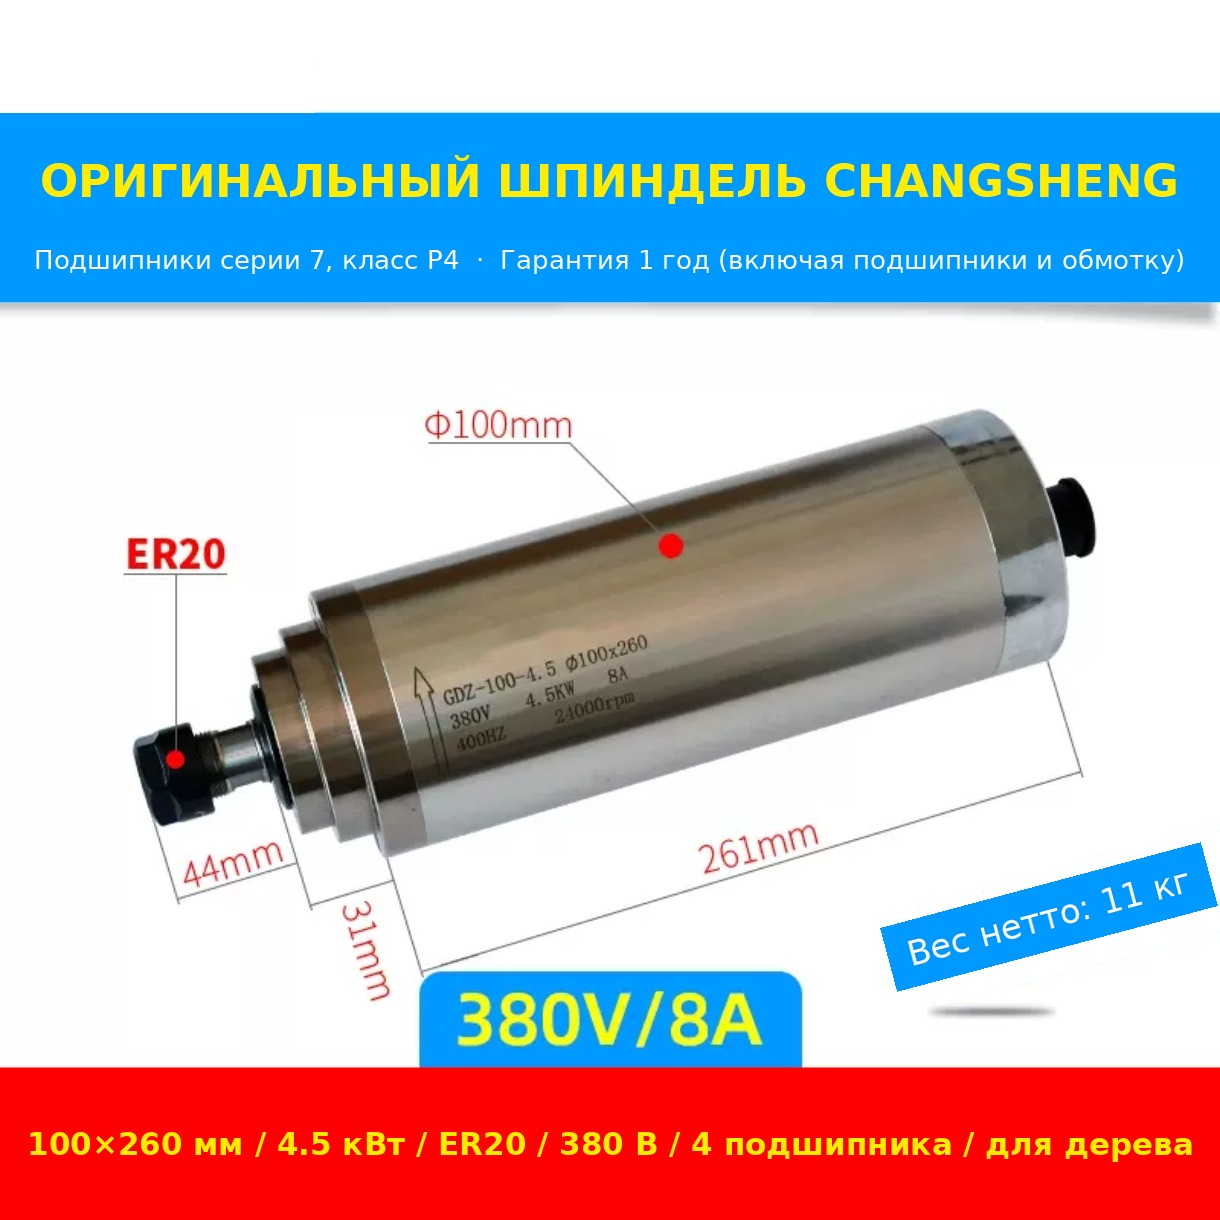 ОРИГИНАЛЬНЫЙ ШПИНДЕЛЬ CHANGSHENG
Подшипники серии 7, класс P4 · Гарантия 1 год (включая подшипники и обмотку)
Φ100mm
ER20
GDZ-100-4.5 Ø100x260
380V 4.5KW 8A
400HZ 24000rpm
44mm
31mm
261mm
Вес нетто: 11 кг
380V/8A
100×260 мм / 4.5 кВт / ER20 / 380 В / 4 подшипника / для дерева